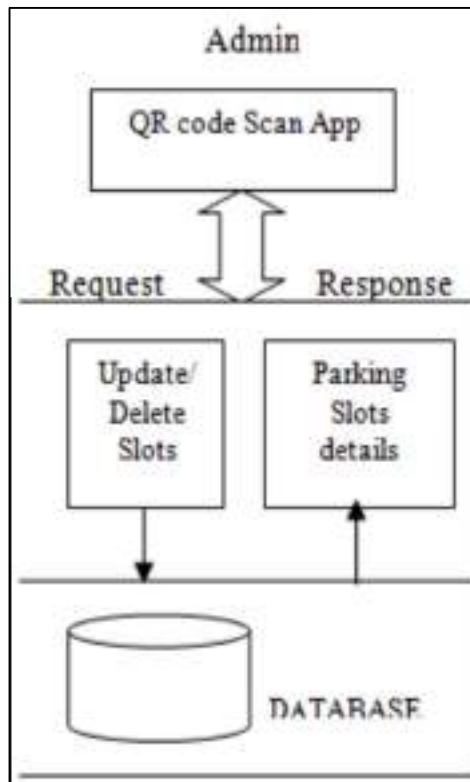 Admin
QR code Scan App
Request Response
Update/
Delete
Slots
Parking
Slots
details
DATABASE